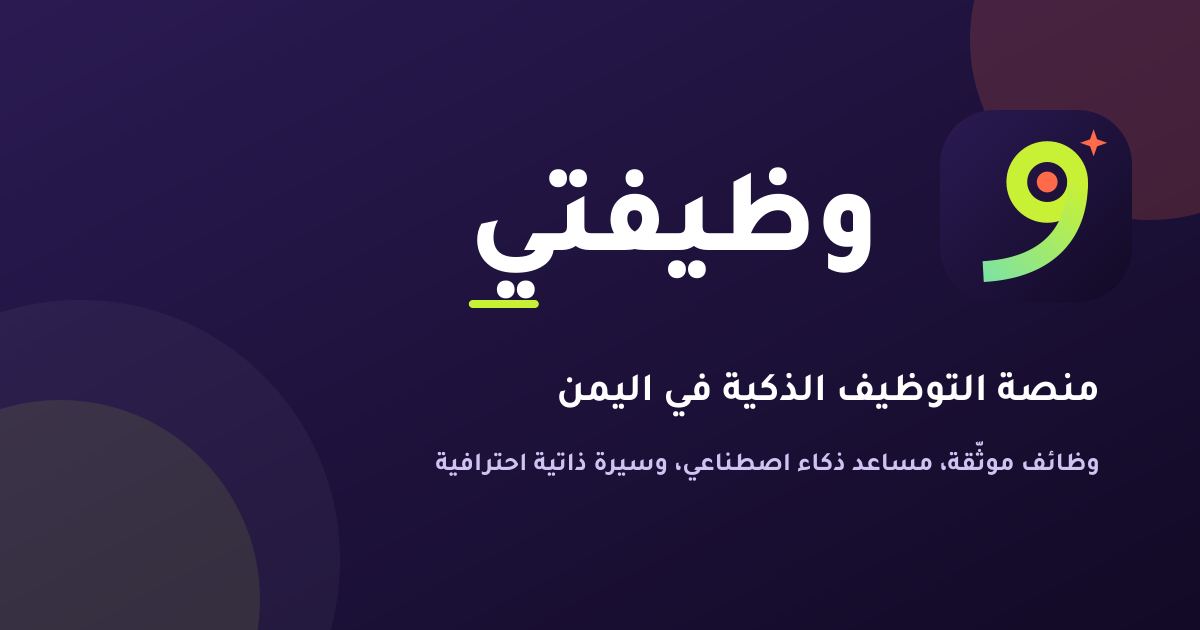 وظيفتي
منصة التوظيف الذكية في اليمن
وظائف موثّقة، مساعد ذكاء اصطناعي، وسيرة ذاتية احترافية